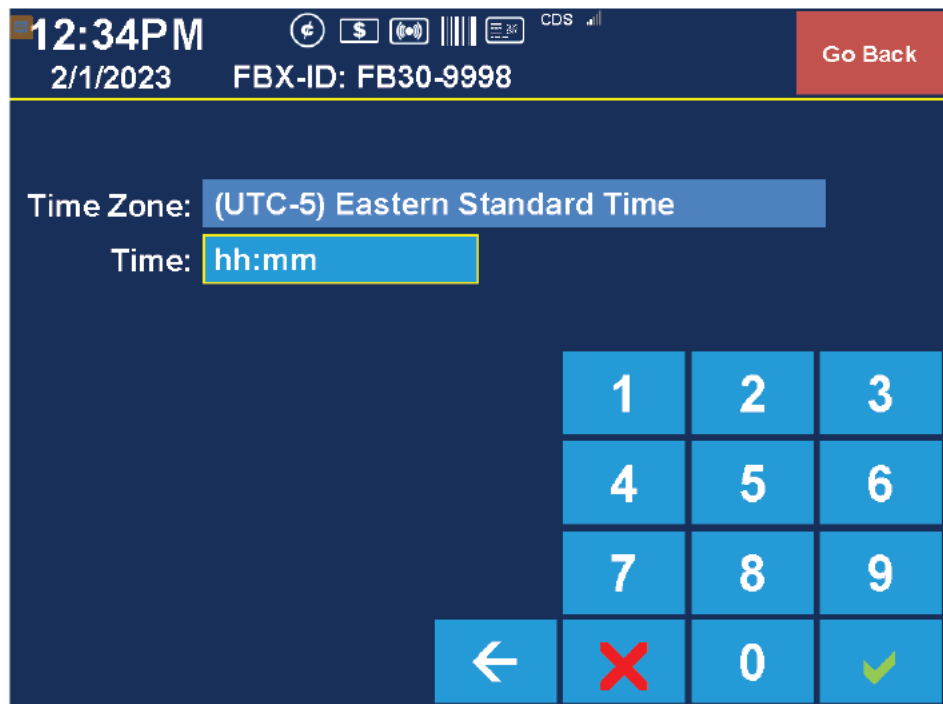 12:34PM
CDS
2/1/2023
FBX-ID: FB30-9998
Go Back
Time Zone: (UTC-5) Eastern Standard Time
Time: hh:mm
1 2 3
4 5 6
7 8 9
0